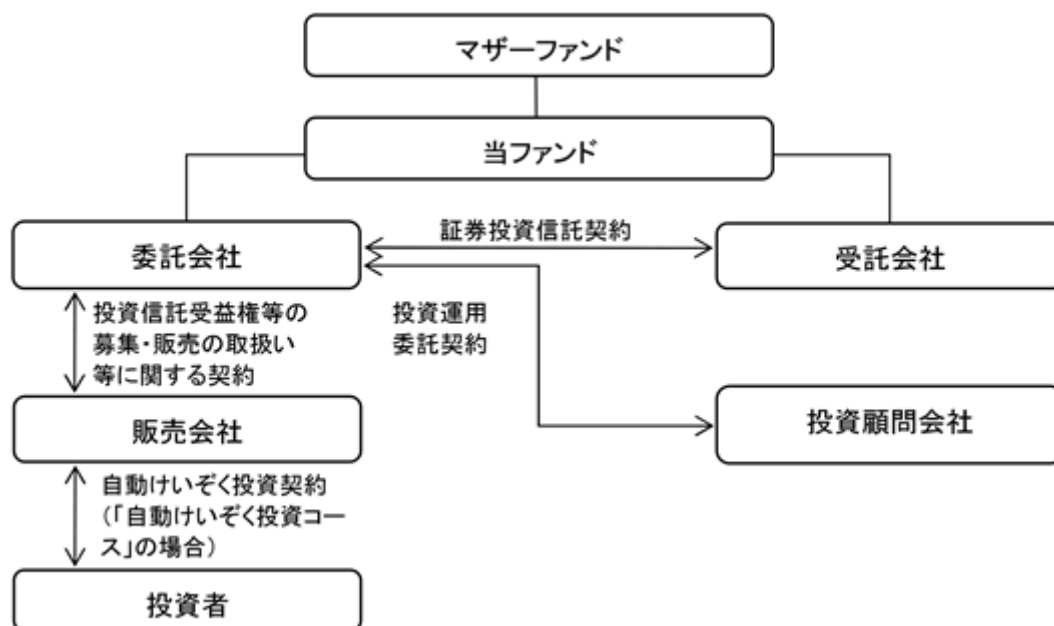 マザーファンド
当ファンド
委託会社
証券投資信託契約
受託会社
投資信託受益権等の
募集・販売の取扱い
等に関する契約
投資運用
委託契約
販売会社
投資顧問会社
自動けいぞく投資契約
(「自動けいぞく投資コー
ス」の場合)
投資者